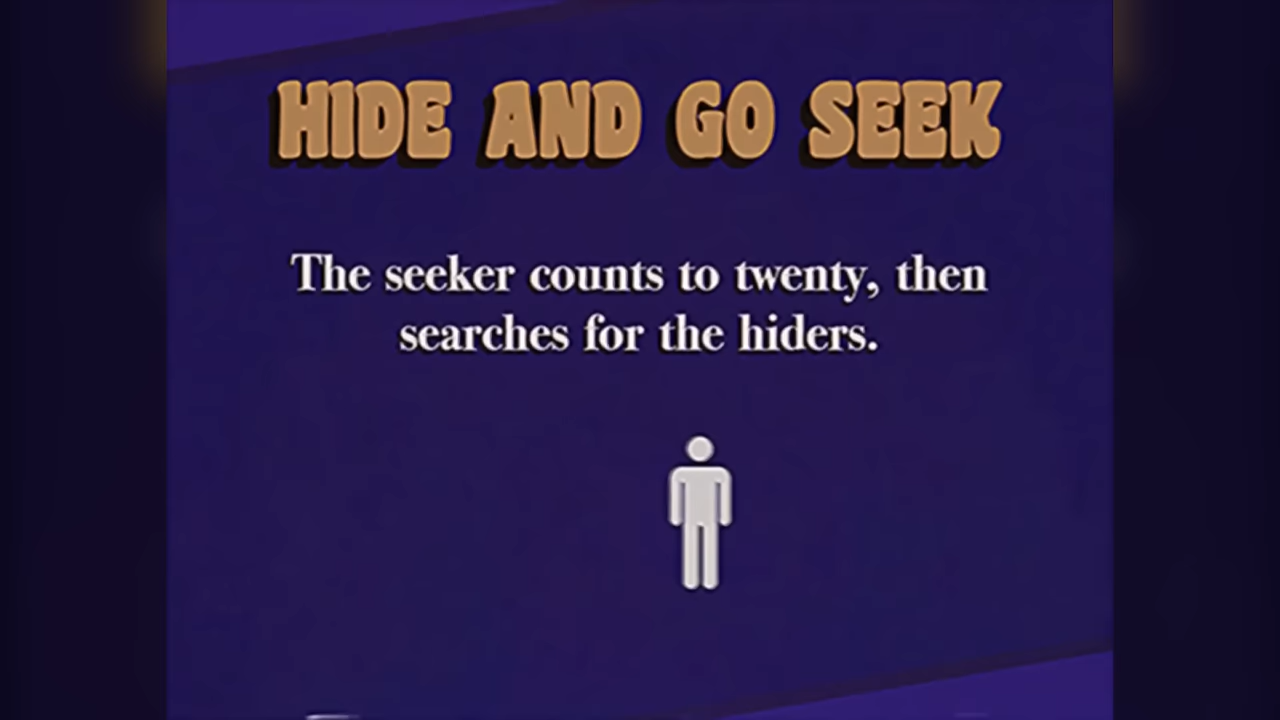 HIDE AND GO SEEK
The seeker counts to twenty, then
searches for the hiders.